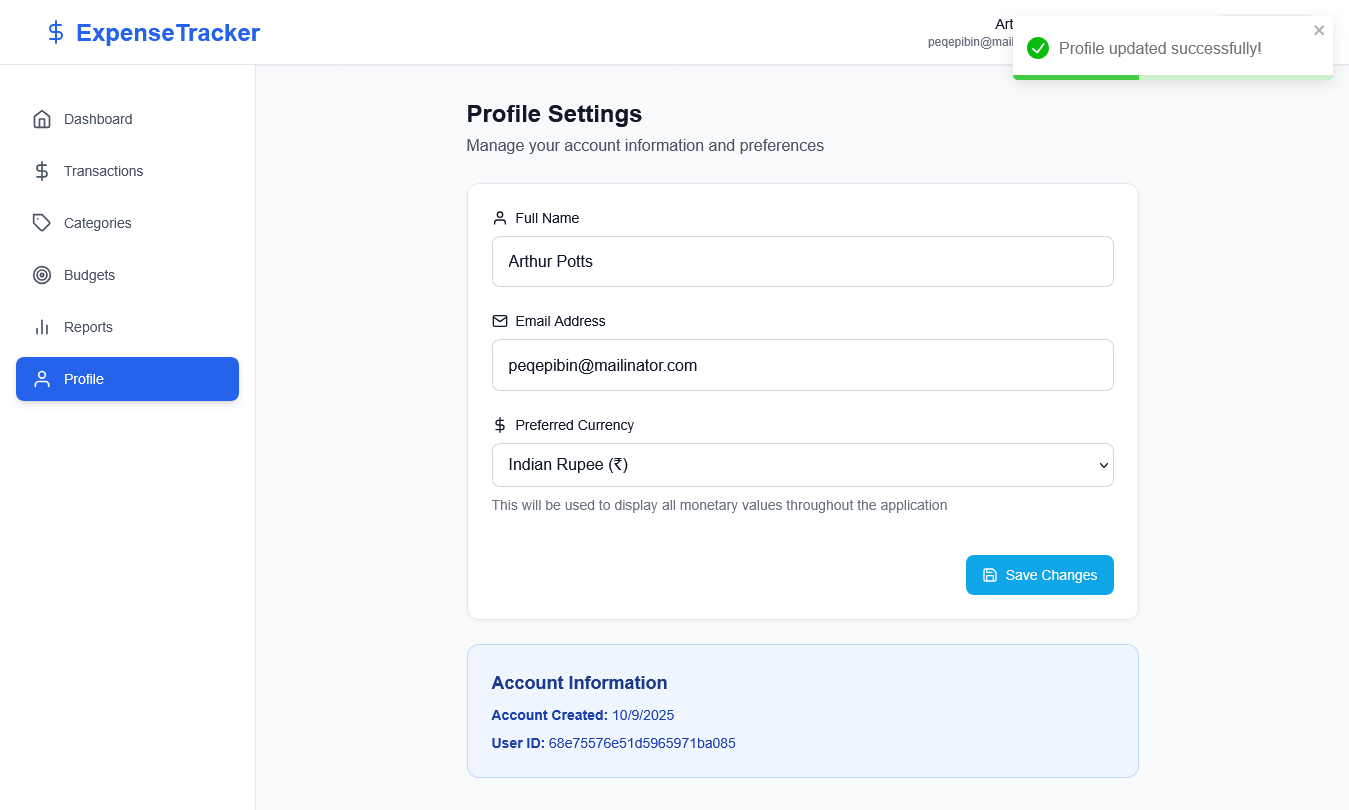 ExpenseTracker
Art
peqepibin@mail
Profile updated successfully!
Dashboard
Transactions
Categories
Budgets
Reports
Profile
Profile Settings
Manage your account information and preferences
Full Name
Arthur Potts
Email Address
peqepibin@mailinator.com
Preferred Currency
Indian Rupee (₹)
This will be used to display all monetary values throughout the application
Save Changes
Account Information
Account Created: 10/9/2025
User ID: 68e75576e51d5965971ba085